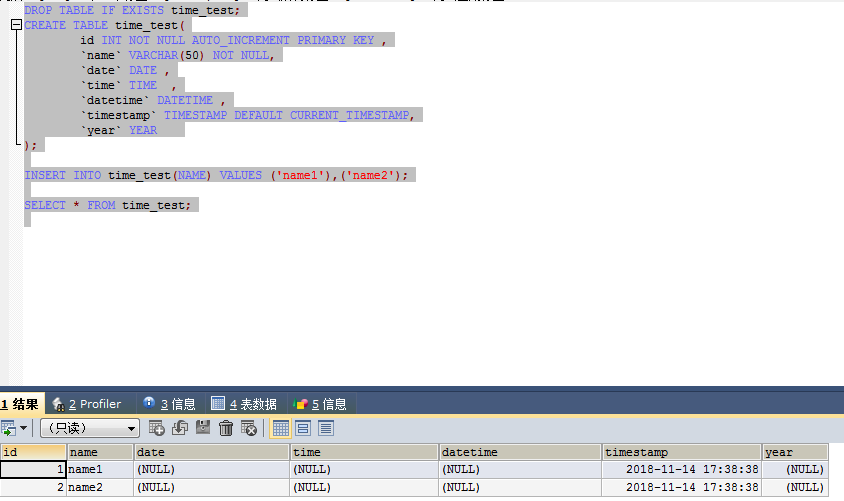 DROP TABLE IF EXISTS time_test;
CREATE TABLE time_test(
id INT NOT NULL AUTO_INCREMENT PRIMARY KEY ,
`name` VARCHAR(50) NOT NULL,
`date` DATE ,
`time` TIME ,
`datetime` DATETIME ,
`timestamp` TIMESTAMP DEFAULT CURRENT_TIMESTAMP,
`year` YEAR
);
INSERT INTO time_test(NAME) VALUES ('name1'),('name2');
SELECT * FROM time_test;
1 结果 2 Profiler 3 信息 4 表数据 5 信息
(只读)
id name date time datetime timestamp year
1 name1 (NULL) (NULL) (NULL) 2018-11-14 17:38:38 (NULL)
2 name2 (NULL) (NULL) (NULL) 2018-11-14 17:38:38 (NULL)